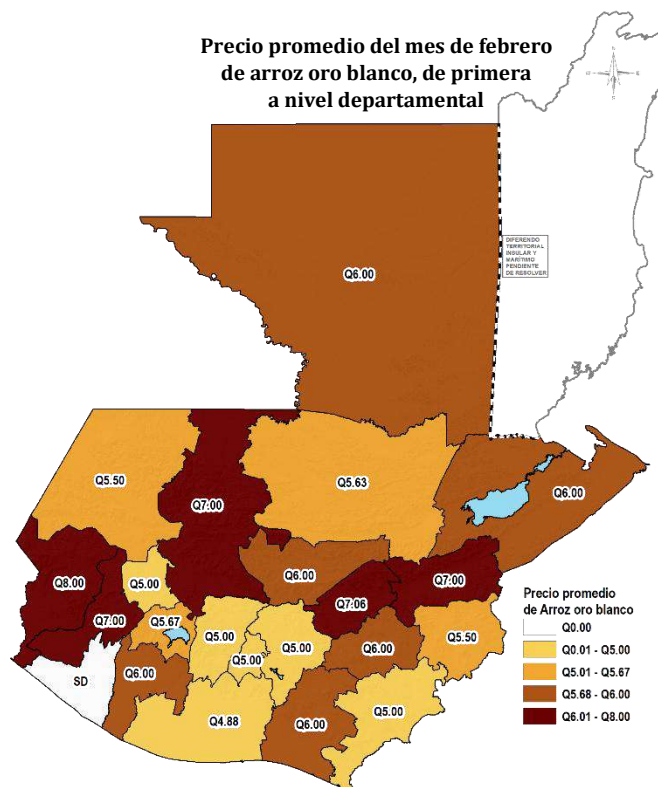 Precio promedio del mes de febrero
de arroz oro blanco, de primera
a nivel departamental
DIFERENDO
TERRITORIAL
INSULAR Y
MARÍTIMO
PENDIENTE
DE RESOLVER
Q6.00
Q5.50
Q7:00
Q5.63
Q6.00
Q8.00
Q5.00
Q6.00
Q7:06
Q7:00
Q7:00
Q5.67
Q5.00
Q5.00
Q5.00
Q6.00
Q5.50
SD
Q6.00
Q4.88
Q6.00
Q5.00
Precio promedio
de Arroz oro blanco
Q0.00
Q0.01 - Q5.00
Q5.01 - Q5.67
Q5.68 - Q6.00
Q6.01 - Q8.00